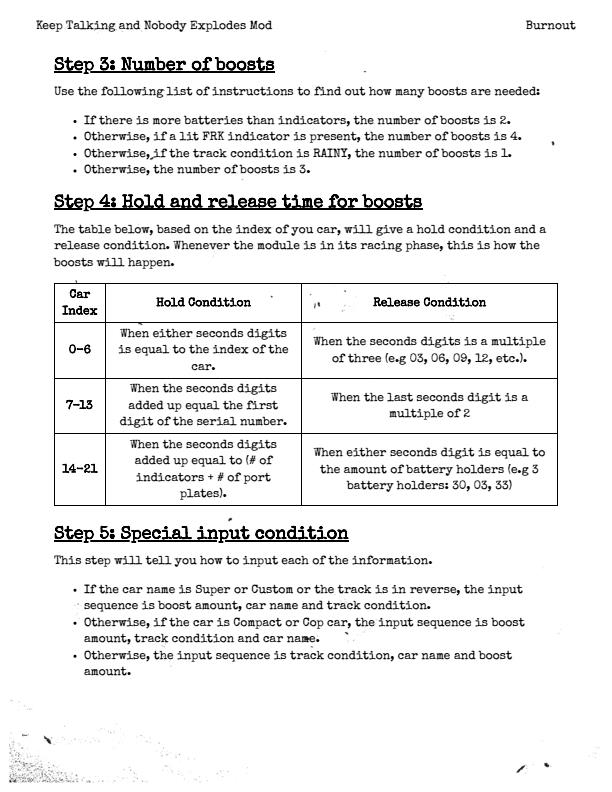 Keep Talking and Nobody Explodes Mod
Burnout
Step 3: Number of boosts
Use the following list of instructions to find out how many boosts are needed:
• If there is more batteries than indicators, the number of boosts is 2.
• Otherwise, if a lit FRK indicator is present, the number of boosts is 4.
• Otherwise, if the track condition is RAINY, the number of boosts is 1.
• Otherwise, the number of boosts is 3.
Step 4: Hold and release time for boosts
The table below, based on the index of you car, will give a hold condition and a
release condition. Whenever the module is in its racing phase, this is how the
boosts will happen.
Car
Index
Hold Condition
Release Condition
0-6
When either seconds digits
is equal to the index of the
car.
When the seconds digits is a multiple
of three (e.g 03, 06, 09, 12, etc.).
7-13
When the seconds digits
added up equal the first
digit of the serial number.
When the last seconds digit is a
multiple of 2
14-21
When the seconds digits
added up equal to (# of
indicators + # of port
plates).
When either seconds digit is equal to
the amount of battery holders (e.g 3
battery holders: 30, 03, 33)
Step 5: Special input condition
This step will tell you how to input each of the information.
• If the car name is Super or Custom or the track is in reverse, the input
sequence is boost amount, car name and track condition.
• Otherwise, if the car is Compact or Cop car, the input sequence is boost
amount, track condition and car name.
• Otherwise, the input sequence is track condition, car name and boost
amount.